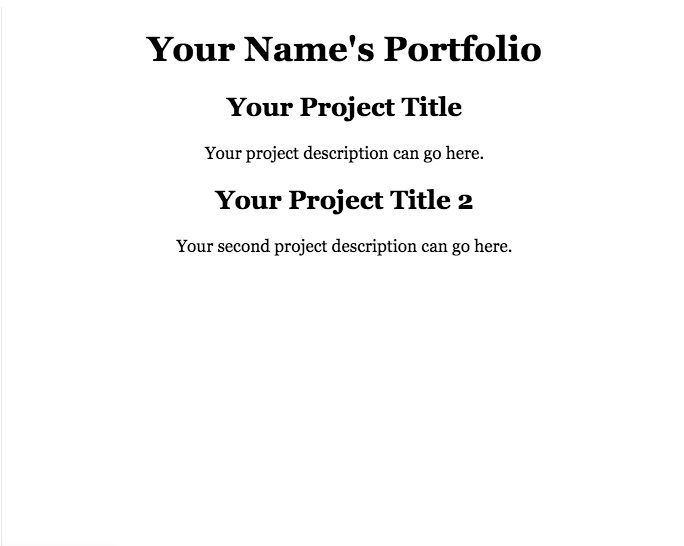 Your Name's Portfolio
Your Project Title
Your project description can go here.
Your Project Title 2
Your second project description can go here.